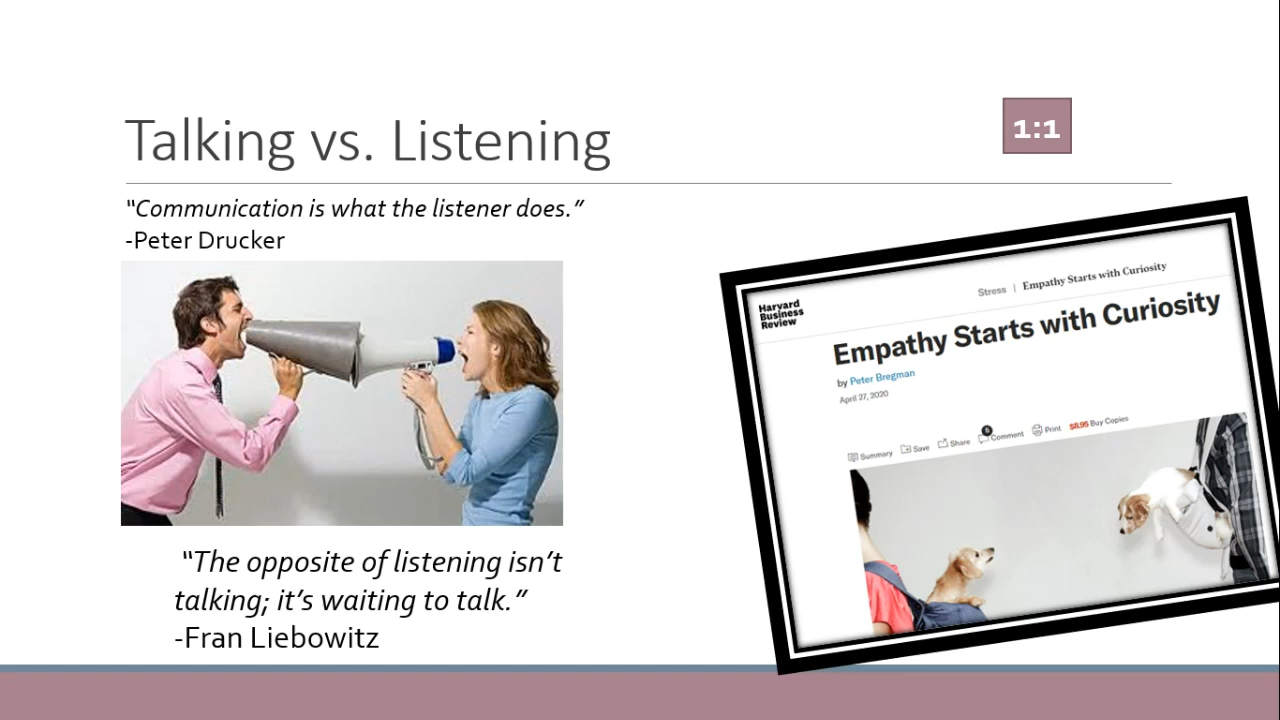 Talking vs. Listening
1:1
“Communication is what the listener does.”
-Peter Drucker
“The opposite of listening isn’t
talking; it’s waiting to talk.”
-Fran Liebowitz
Harvard
Business
Review
Stress | Empathy Starts with Curiosity
Empathy Starts with Curiosity
by Peter Bregman
April 27, 2020
Summary Save Share 5 Comment Print $8.95 Buy Copies